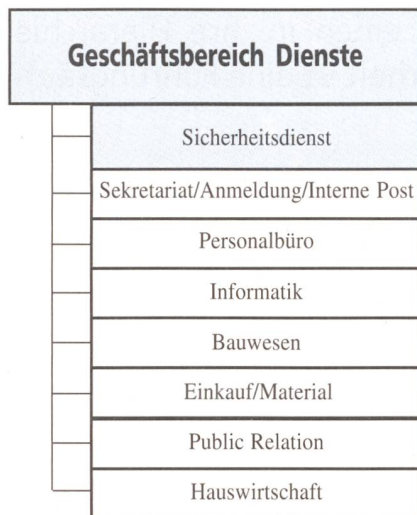 Geschäftsbereich Dienste
Sicherheitsdienst
Sekretariat/Anmeldung/Interne Post
Personalbüro
Informatik
Bauwesen
Einkauf/Material
Public Relation
Hauswirtschaft